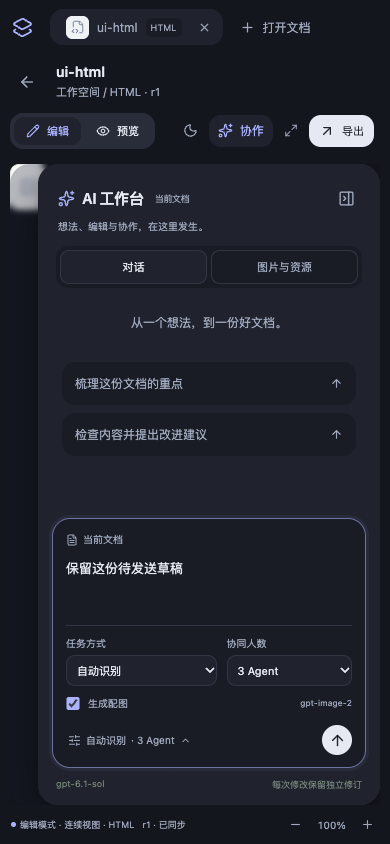 ui-html HTML 打开文档
ui-html
工作空间 / HTML · r1
编辑 预览 协作 导出
AI 工作台 当前文档
想法、编辑与协作，在这里发生。
对话 图片与资源
从一个想法，到一份好文档。
梳理这份文档的重点
检查内容并提出改进建议
当前文档
保留这份待发送草稿
任务方式 协同人数
自动识别 3 Agent
生成配图 gpt-image-2
自动识别 · 3 Agent
gpt-6.1-sol 每次修改保留独立修订
编辑模式 · 连续视图 · HTML r1 · 已同步 100%